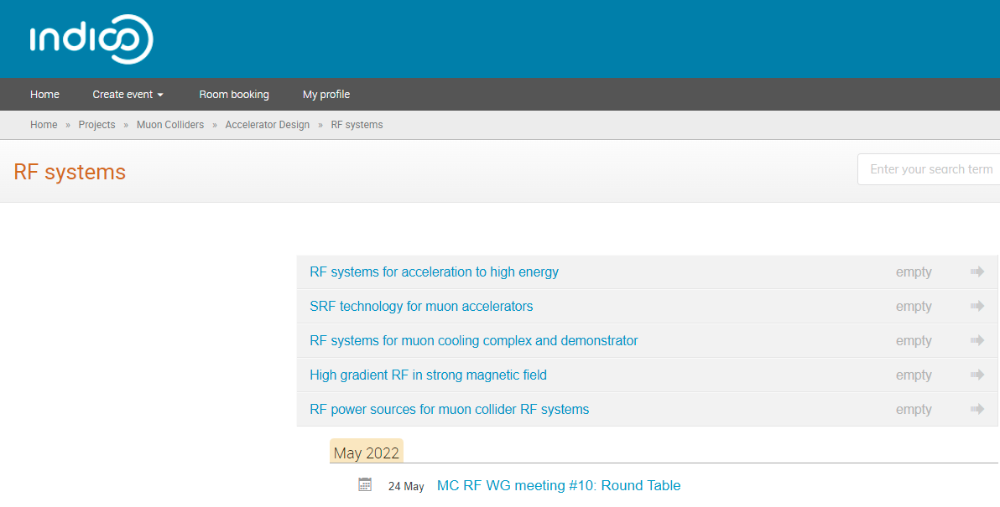 indico
Home Create event Room booking My profile
Home » Projects » Muon Colliders » Accelerator Design » RF systems
RF systems
Enter your search term
RF systems for acceleration to high energy empty
SRF technology for muon accelerators empty
RF systems for muon cooling complex and demonstrator empty
High gradient RF in strong magnetic field empty
RF power sources for muon collider RF systems empty
May 2022
24 May MC RF WG meeting #10: Round Table